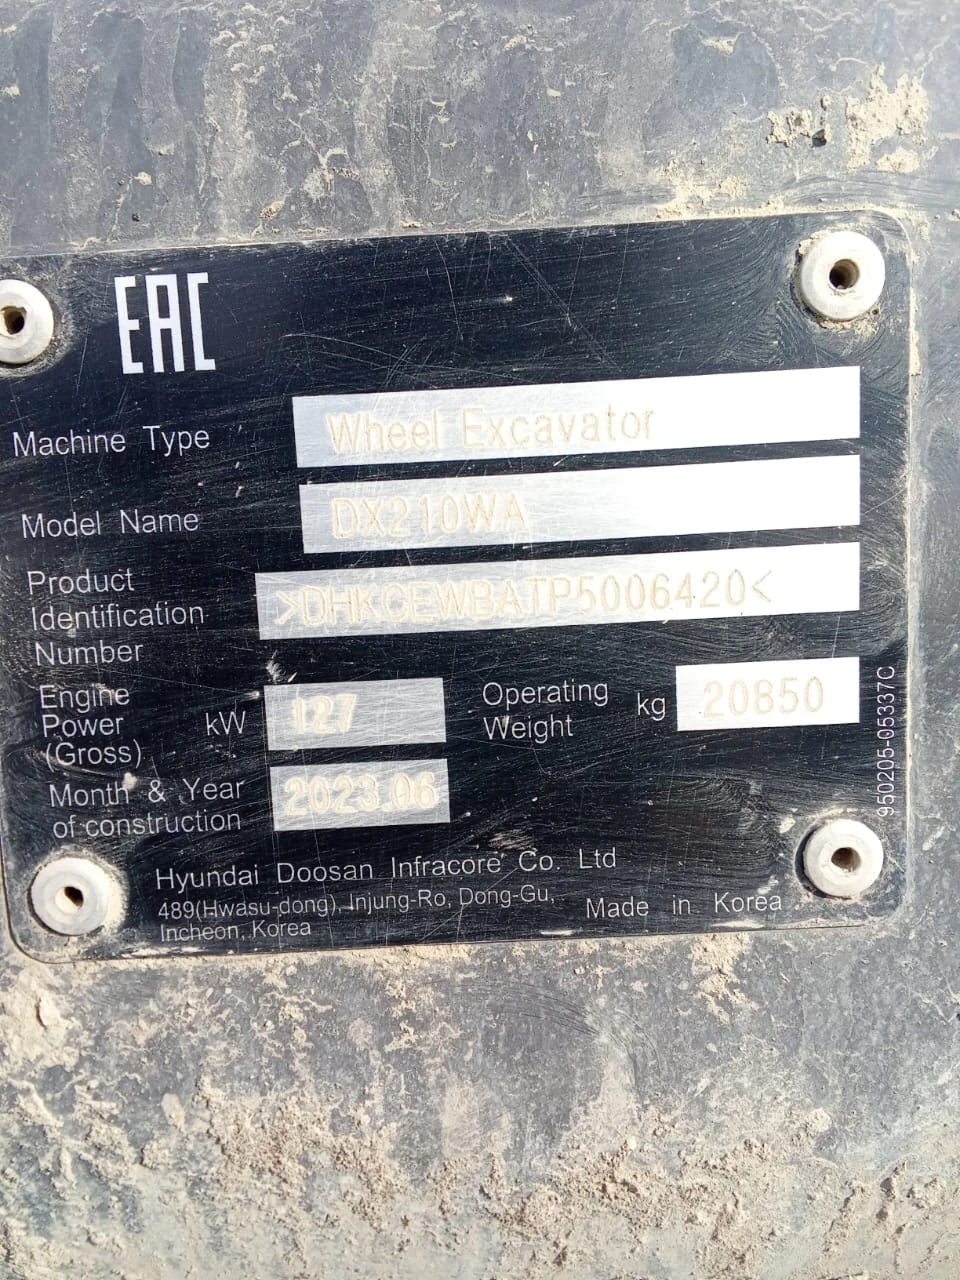 EAC
Machine Type Wheel Excavator
Model Name DX210WA
Product
Identification >DHKCEWBATP5006420<
Number
Engine
Power kW 127
(Gross)
Operating
Weight kg 20850
Month & Year
of construction 2023.06
Hyundai Doosan Infracore Co. Ltd
489(Hwasu-dong), Injung-Ro, Dong-Gu,
Incheon, Korea
Made in Korea
950205-05337C